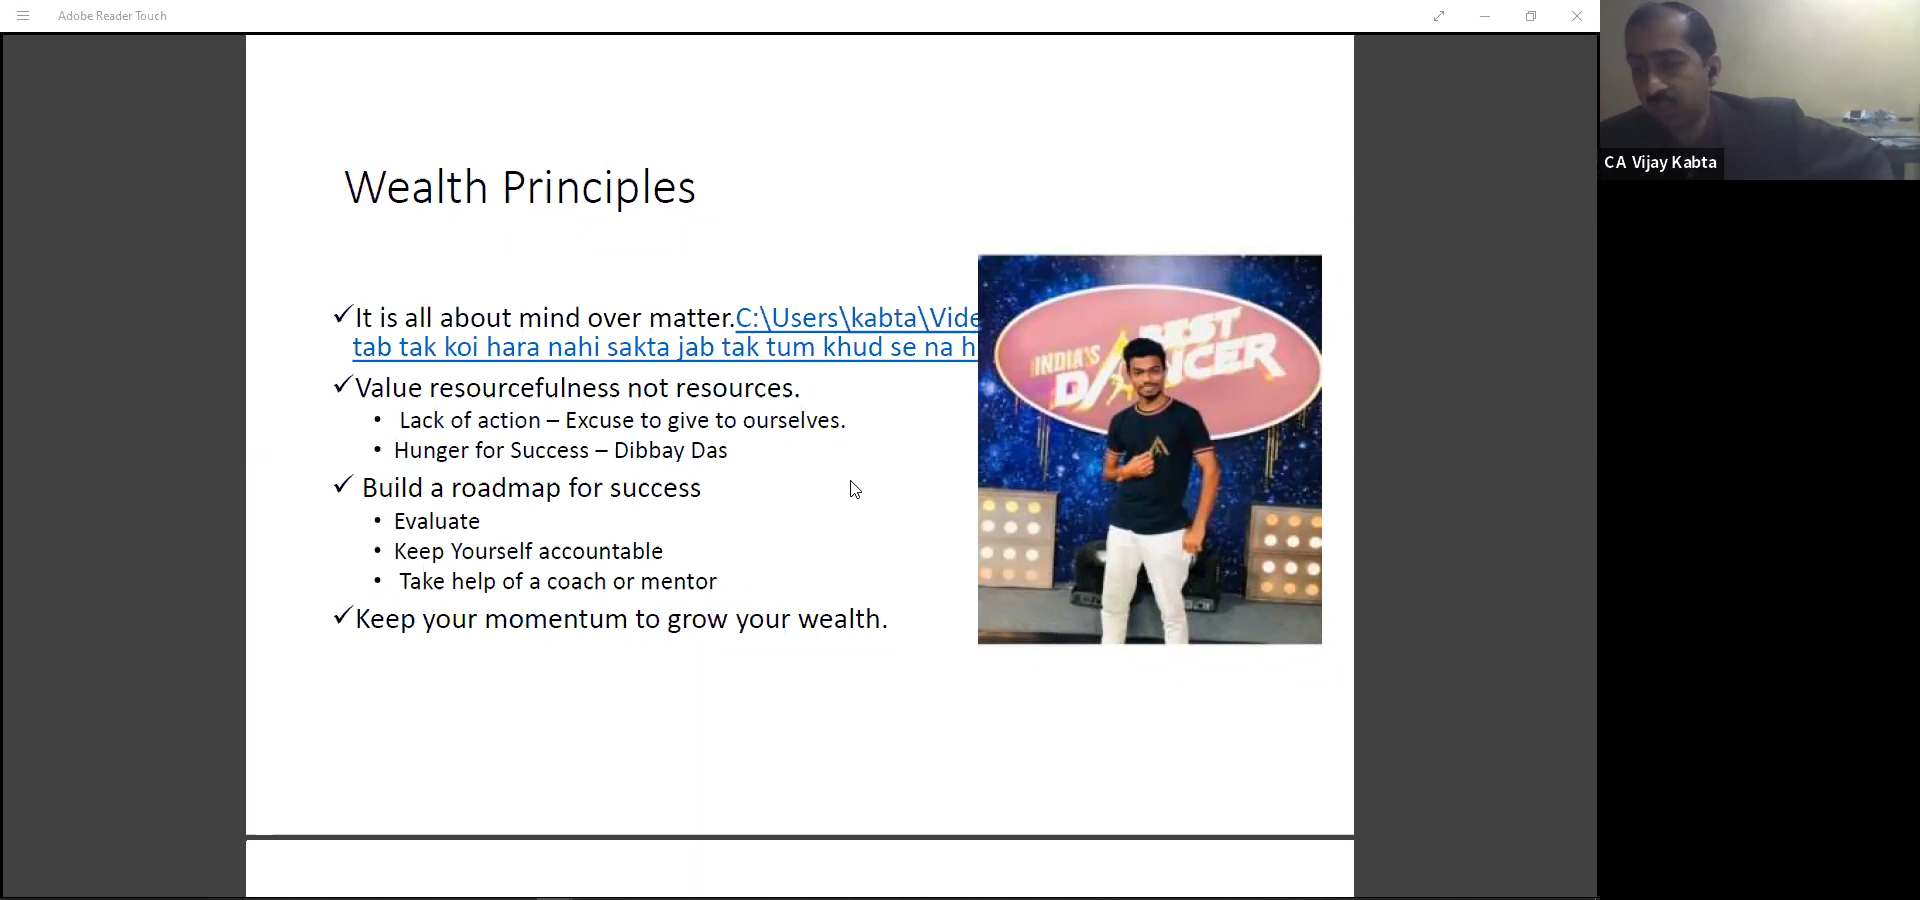 Adobe Reader Touch
CA Vijay Kabta
Wealth Principles
✓It is all about mind over matter.C:\Users\kabta\Vide
tab tak koi hara nahi sakta jab tak tum khud se na h
✓Value resourcefulness not resources.
• Lack of action – Excuse to give to ourselves.
• Hunger for Success – Dibbay Das
✓ Build a roadmap for success
• Evaluate
• Keep Yourself accountable
• Take help of a coach or mentor
✓Keep your momentum to grow your wealth.
BEST
INDIA'S
DANCER